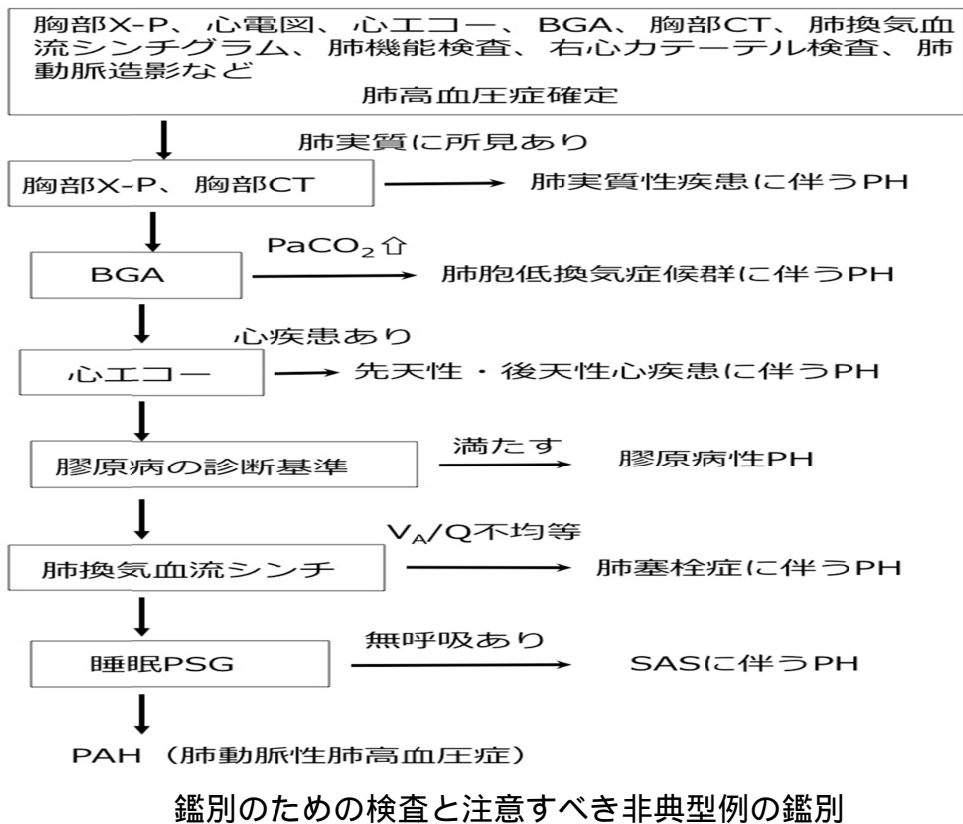 胸部X-P、心電図、心エコー、BGA、胸部CT、肺換気血
流シンチグラム、肺機能検査、右心カテーテル検査、肺
動脈造影など
肺高血圧症確定
肺実質に所見あり
胸部X-P、胸部CT
肺実質性疾患に伴うPH
PaCO₂⇧
BGA
肺胞低換気症候群に伴うPH
心疾患あり
心エコー
先天性・後天性心疾患に伴うPH
満たす
膠原病の診断基準
膠原病性PH
VA/Q不均等
肺換気血流シンチ
肺塞栓症に伴うPH
無呼吸あり
睡眠PSG
SASに伴うPH
PAH（肺動脈性肺高血圧症）
鑑別のための検査と注意すべき非典型例の鑑別